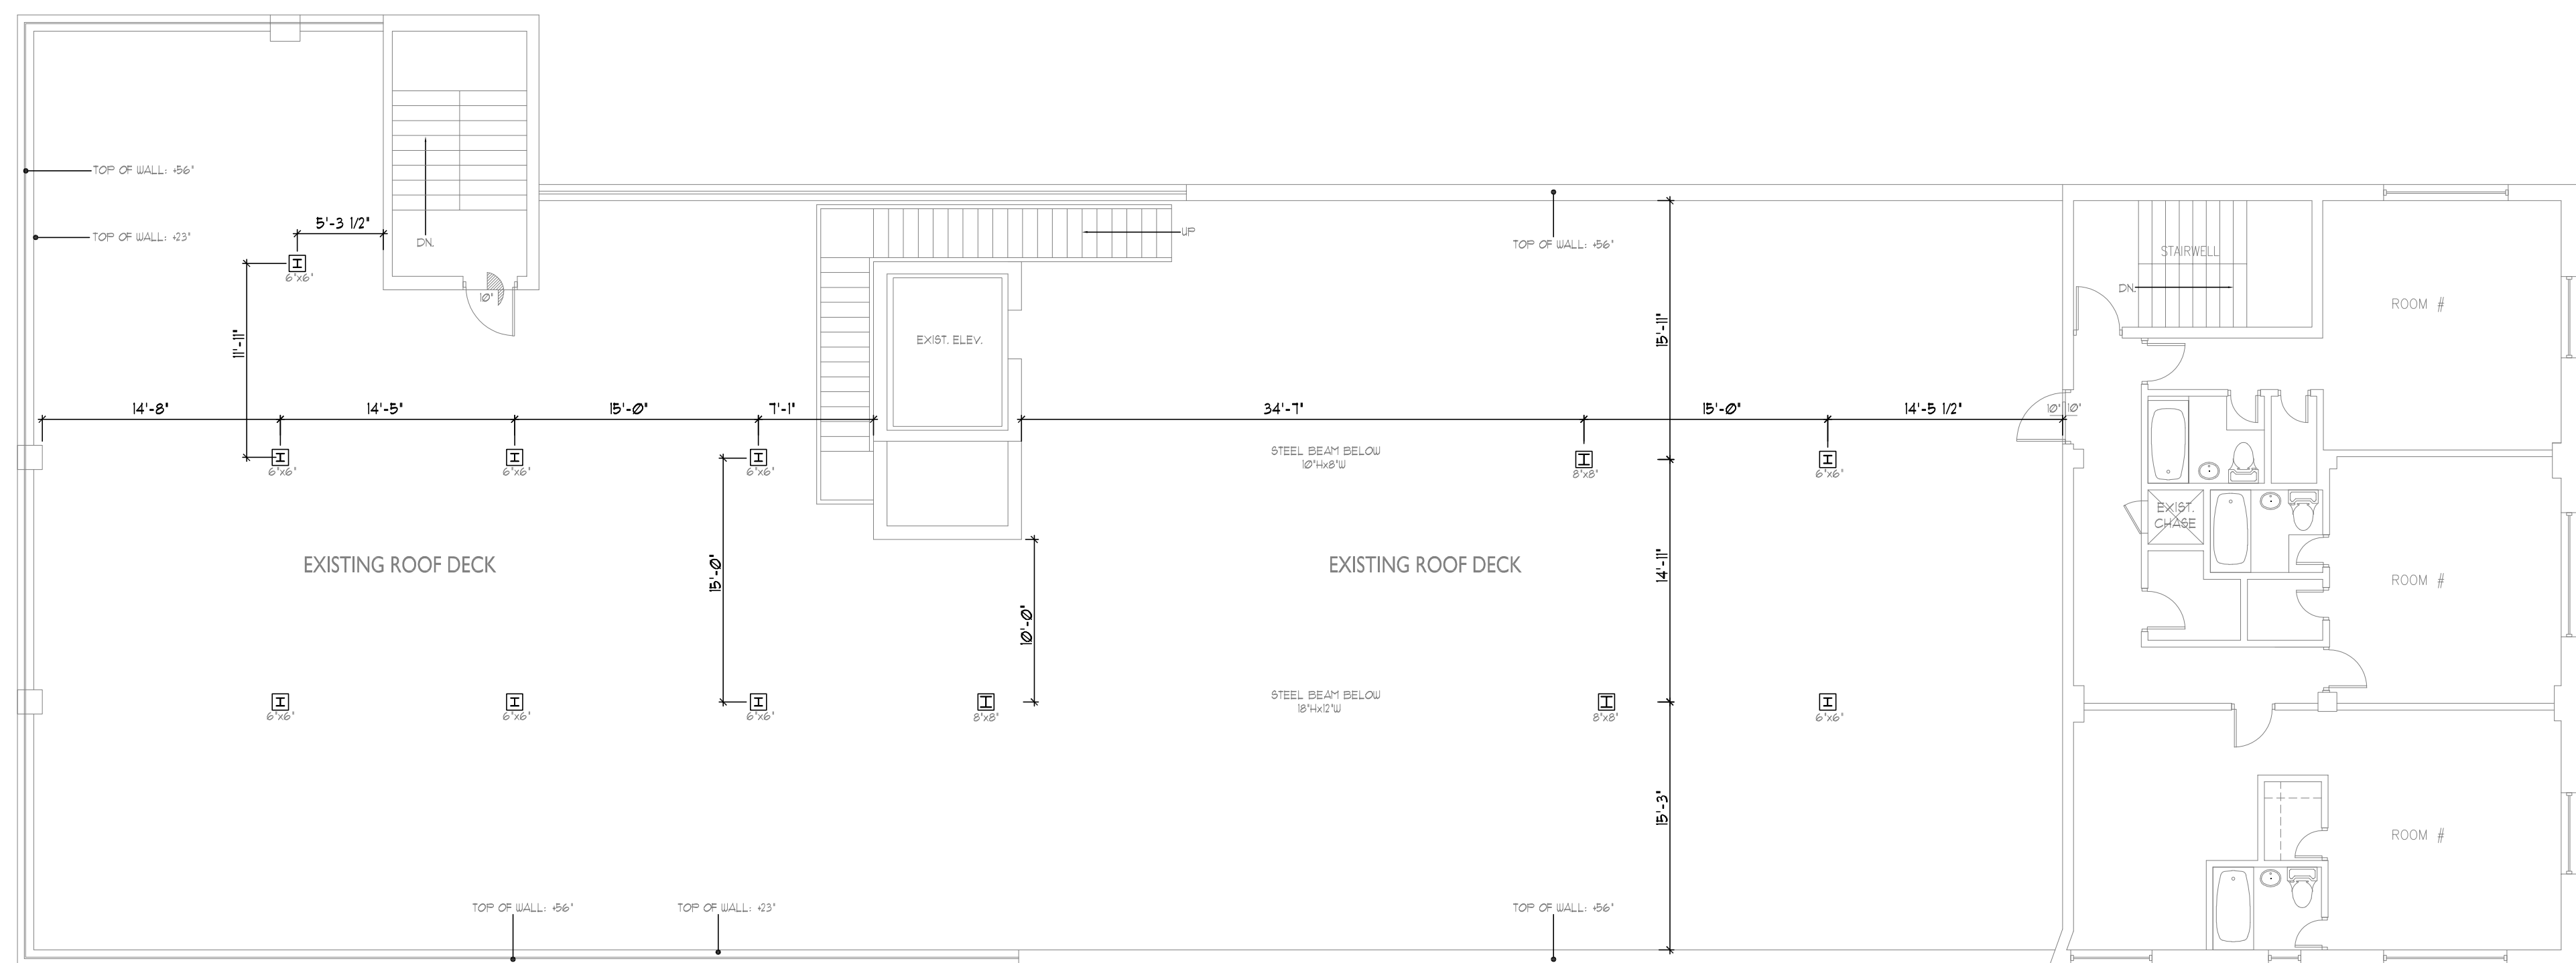 TOP OF WALL: +56"
TOP OF WALL: +23"
5'-3 1/2"
6"x6"
11'-11"
DN.
10"
UP
EXIST. ELEV.
TOP OF WALL: +56"
15'-11"
STAIRWELL
DN.
ROOM #
14'-8"
14'-5"
15'-0"
7'-1"
34'-7"
15'-0"
14'-5 1/2"
10"
10"
6"x6"
6"x6"
6"x6"
STEEL BEAM BELOW
10"Hx8"W
8"x8"
6"x6"
EXIST.
CHASE
EXISTING ROOF DECK
15'-0"
10'-0"
EXISTING ROOF DECK
14'-11"
ROOM #
6"x6"
6"x6"
6"x6"
8"x8"
STEEL BEAM BELOW
18"Hx12"W
8"x8"
6"x6"
15'-3"
ROOM #
TOP OF WALL: +56"
TOP OF WALL: +23"
TOP OF WALL: +56"